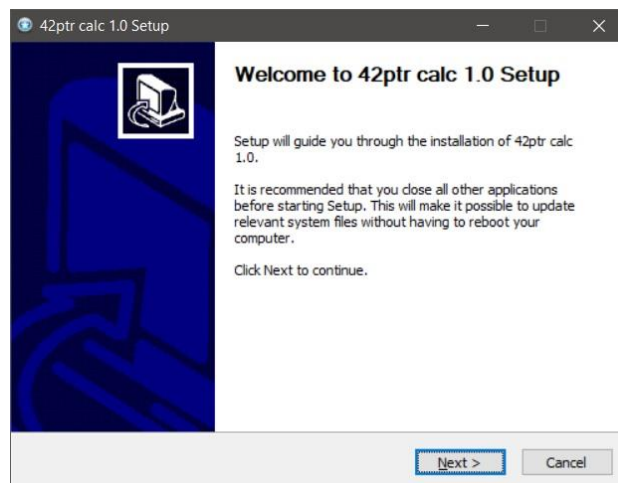 42ptr calc 1.0 Setup
Welcome to 42ptr calc 1.0 Setup
Setup will guide you through the installation of 42ptr calc
1.0.
It is recommended that you close all other applications
before starting Setup. This will make it possible to update
relevant system files without having to reboot your
computer.
Click Next to continue.
Next >
Cancel